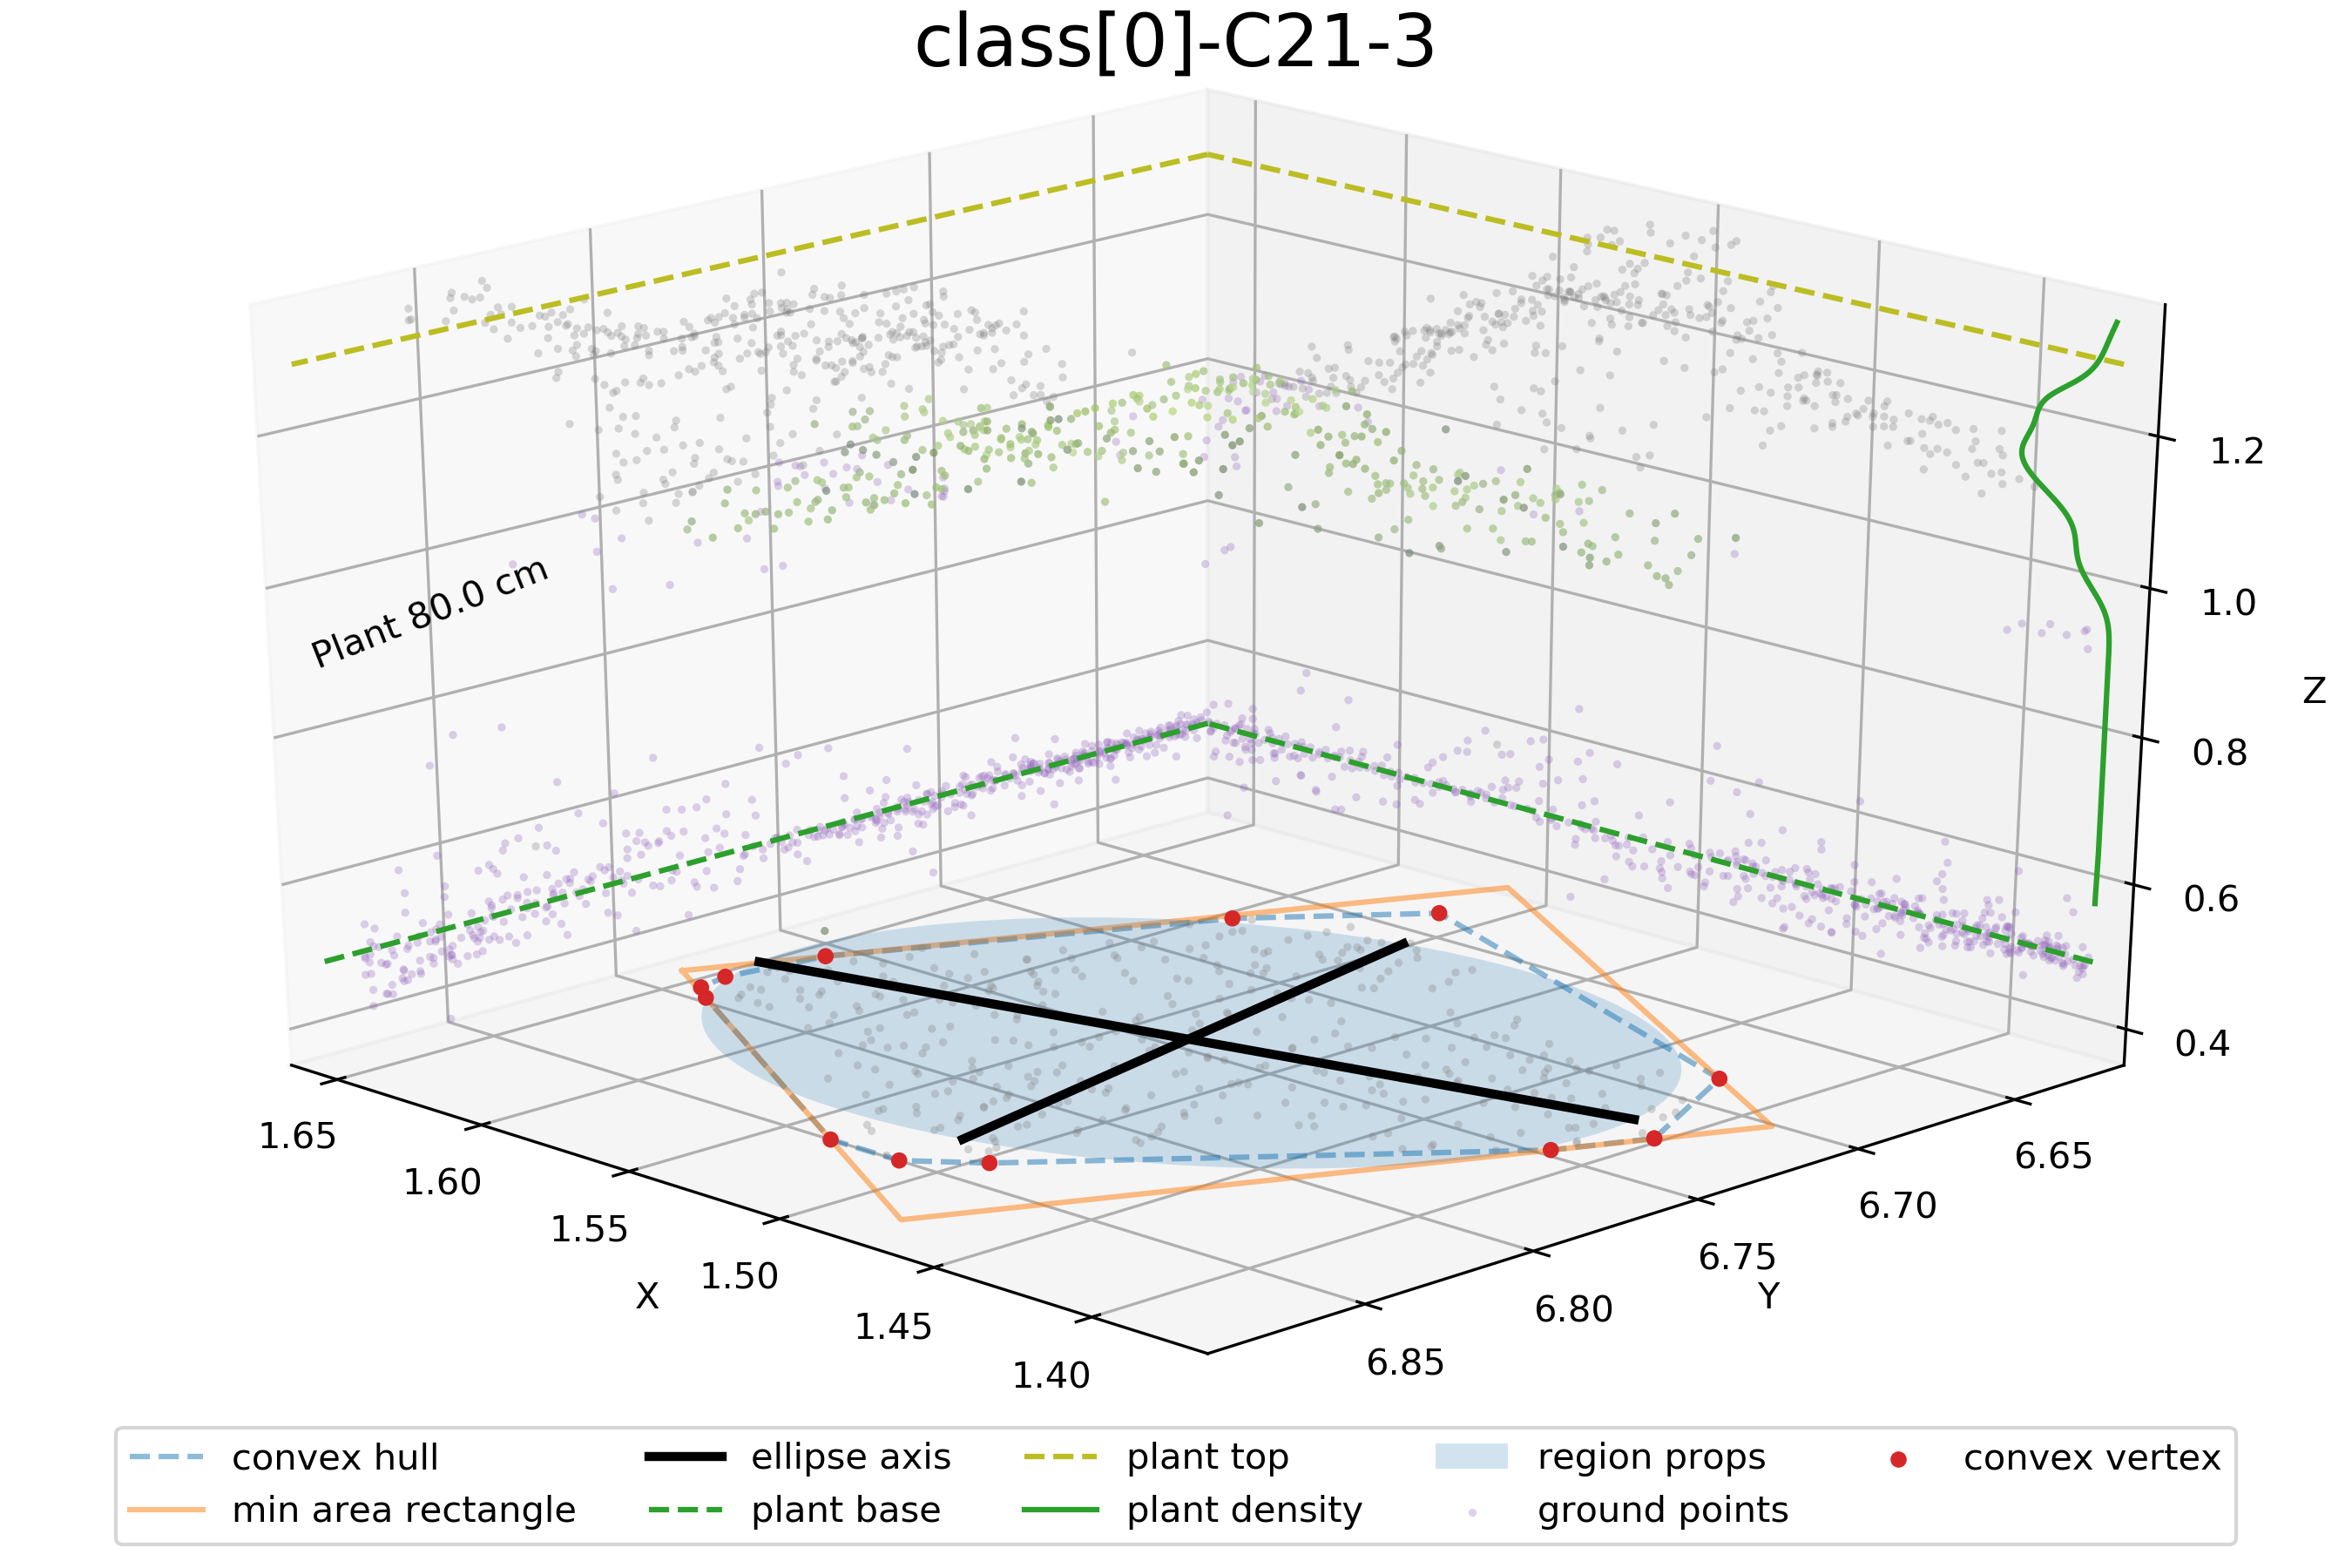 class[0]-C21-3
Plant 80.0 cm
1.2
1.0
0.8
0.6
0.4
Z
1.65
1.60
1.55
1.50
1.45
1.40
X
6.65
6.70
6.75
6.80
6.85
Y
convex hull
min area rectangle
ellipse axis
plant base
plant top
plant density
region props
ground points
convex vertex